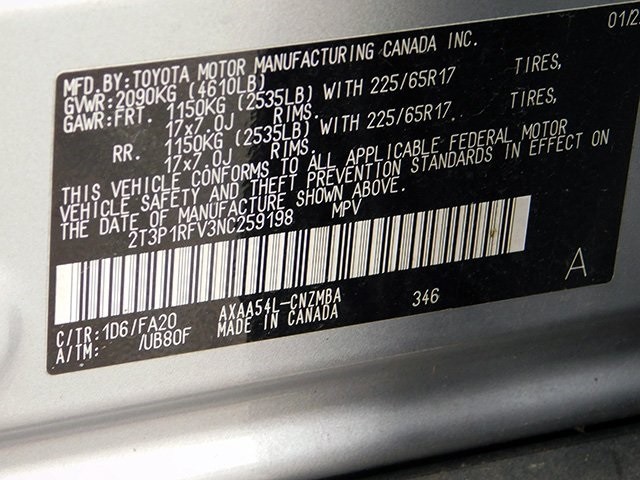 01/2
MFD.BY:TOYOTA MOTOR MANUFACTURING CANADA INC.
GVWR:2090KG (4610LB)
GAWR:FRT. 1150KG (2535LB) WITH 225/65R17 TIRES,
17x7.0J RIMS.
RR. 1150KG (2535LB) WITH 225/65R17 TIRES,
17x7.0J RIMS.
THIS VEHICLE CONFORMS TO ALL APPLICABLE FEDERAL MOTOR
VEHICLE SAFETY AND THEFT PREVENTION STANDARDS IN EFFECT ON
THE DATE OF MANUFACTURE SHOWN ABOVE.
2T3P1RFV3NC259198 MPV
A
C/TR:1D6/FA20 AXAA54L-CNZMBA 346
A/TM: /UB80F MADE IN CANADA